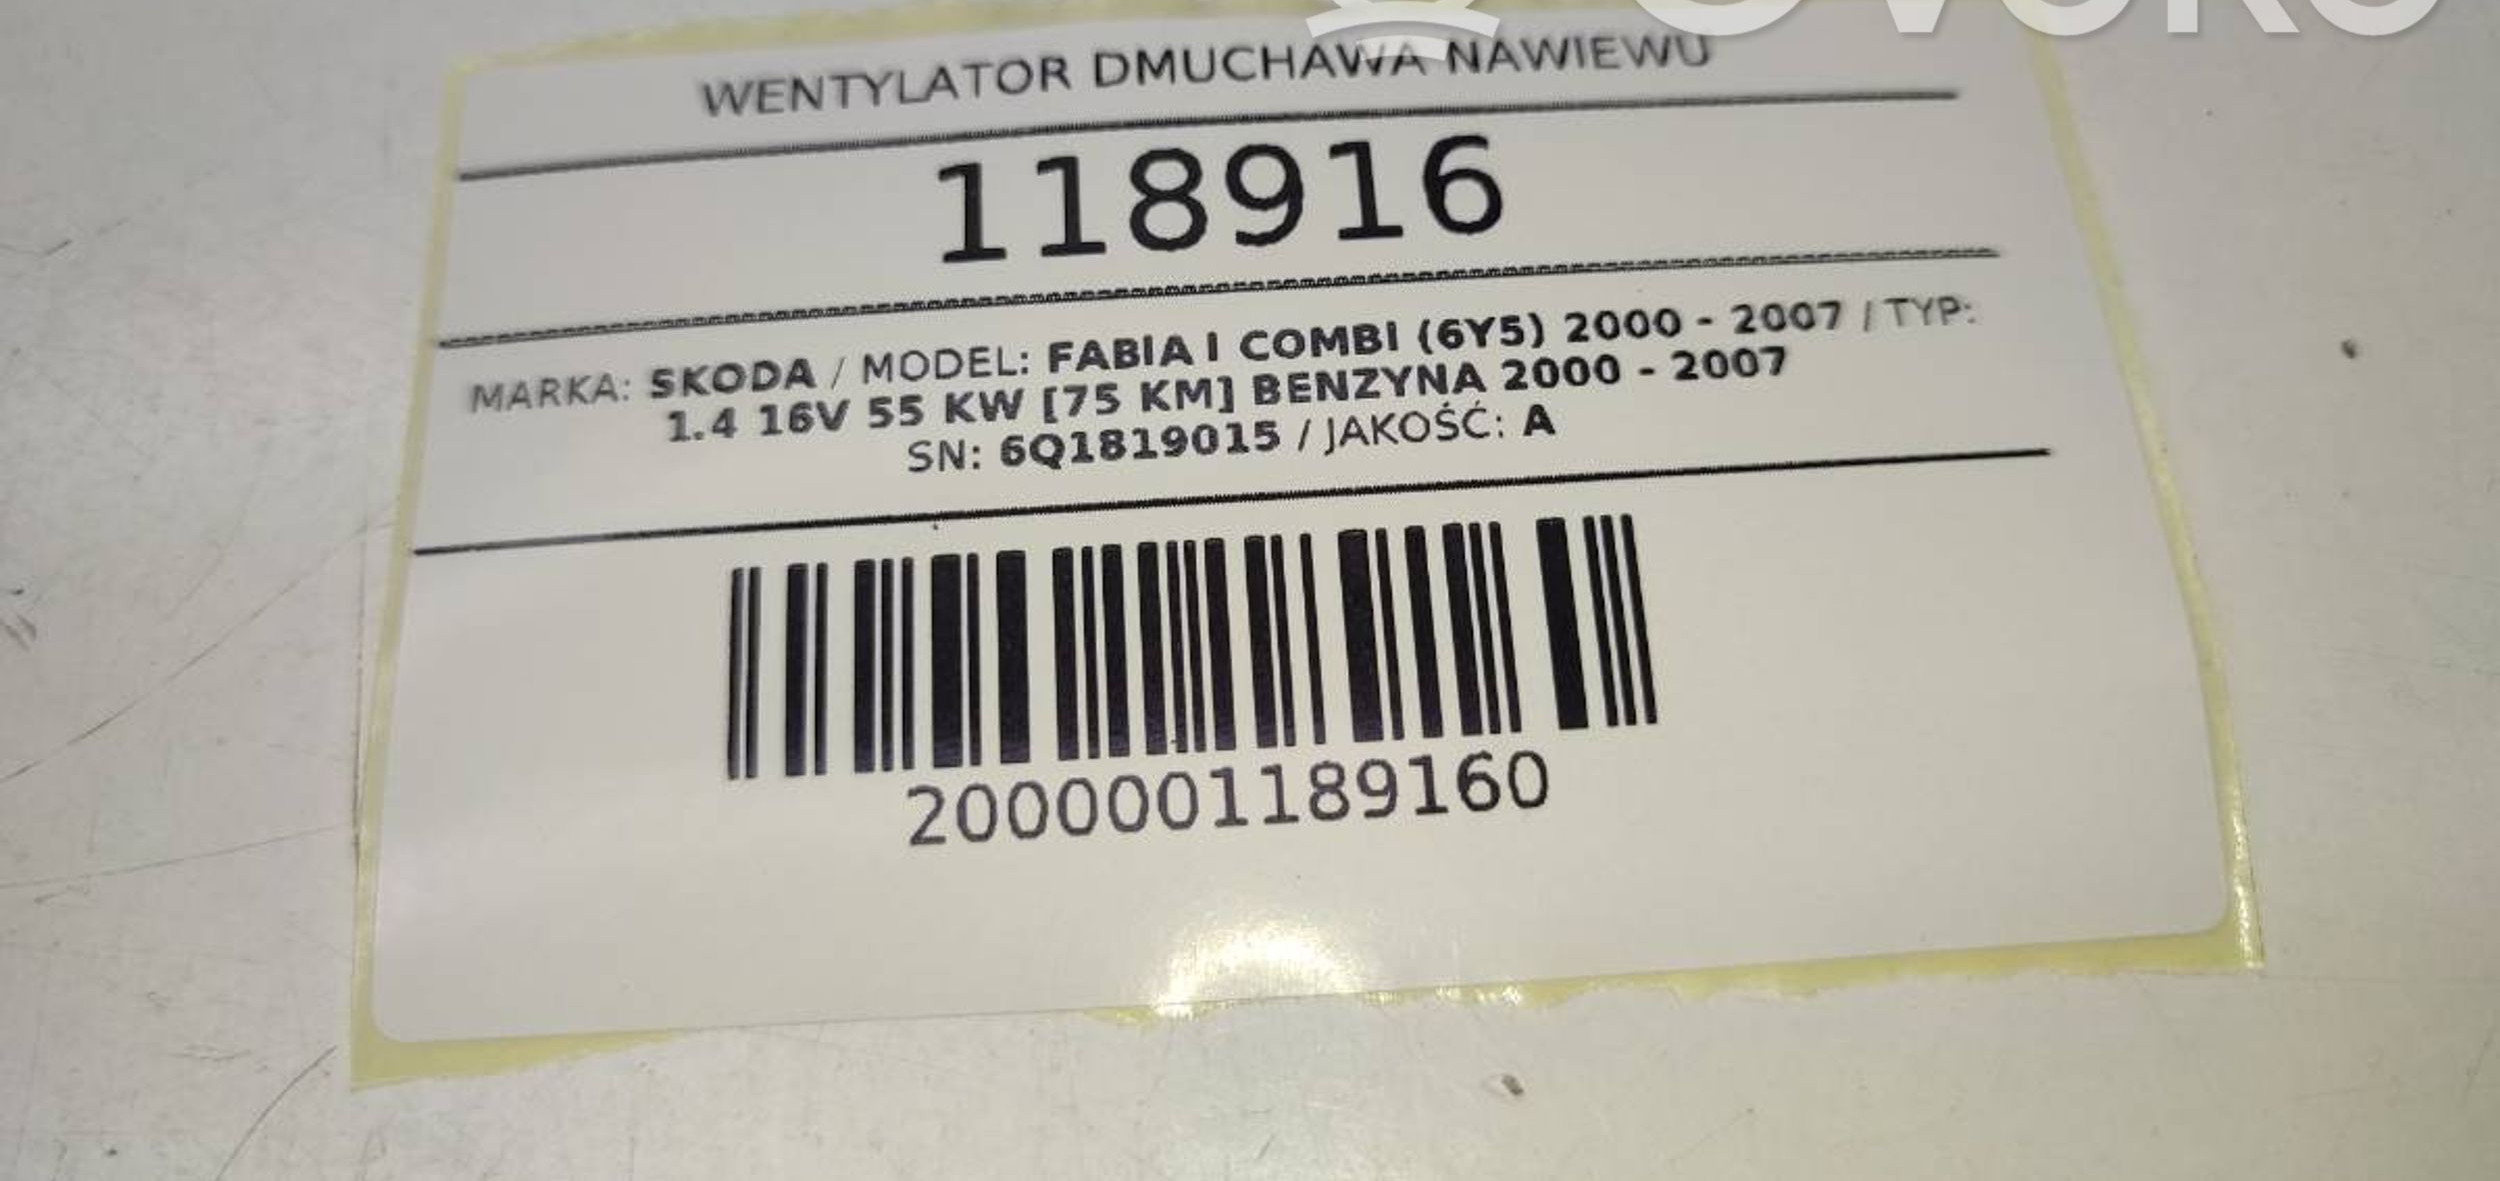 WENTYLATOR DMUCHAWA NAWIEWU
118916
MARKA: SKODA / MODEL: FABIA I COMBI (6Y5) 2000 - 2007 / TYP:
1.4 16V 55 KW [75 KM] BENZYNA 2000 - 2007
SN: 6Q1819015 / JAKOŚĆ: A
2000001189160